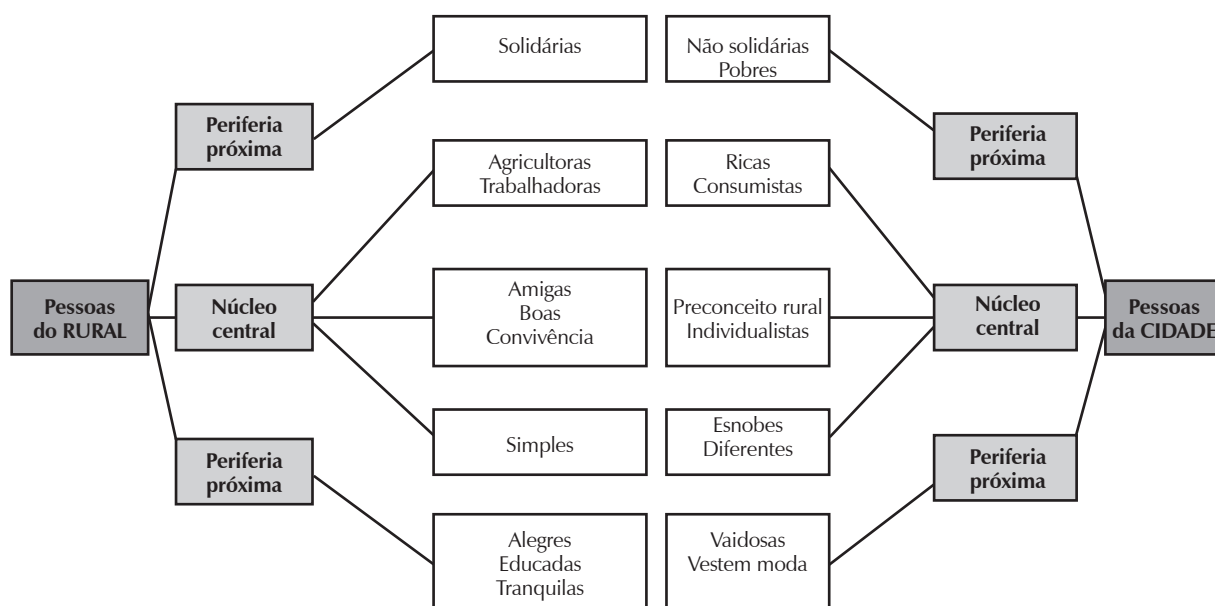 Solidárias
Não solidárias
Pobres
Periferia
próxima
Periferia
próxima
Agricultoras
Trabalhadoras
Ricas
Consumistas
Pessoas
do RURAL
Núcleo
central
Amigas
Boas
Convivência
Preconceito rural
Individualistas
Núcleo
central
Pessoas
da CIDADE
Simples
Esnobes
Diferentes
Periferia
próxima
Periferia
próxima
Alegres
Educadas
Tranquilas
Vaidosas
Vestem moda